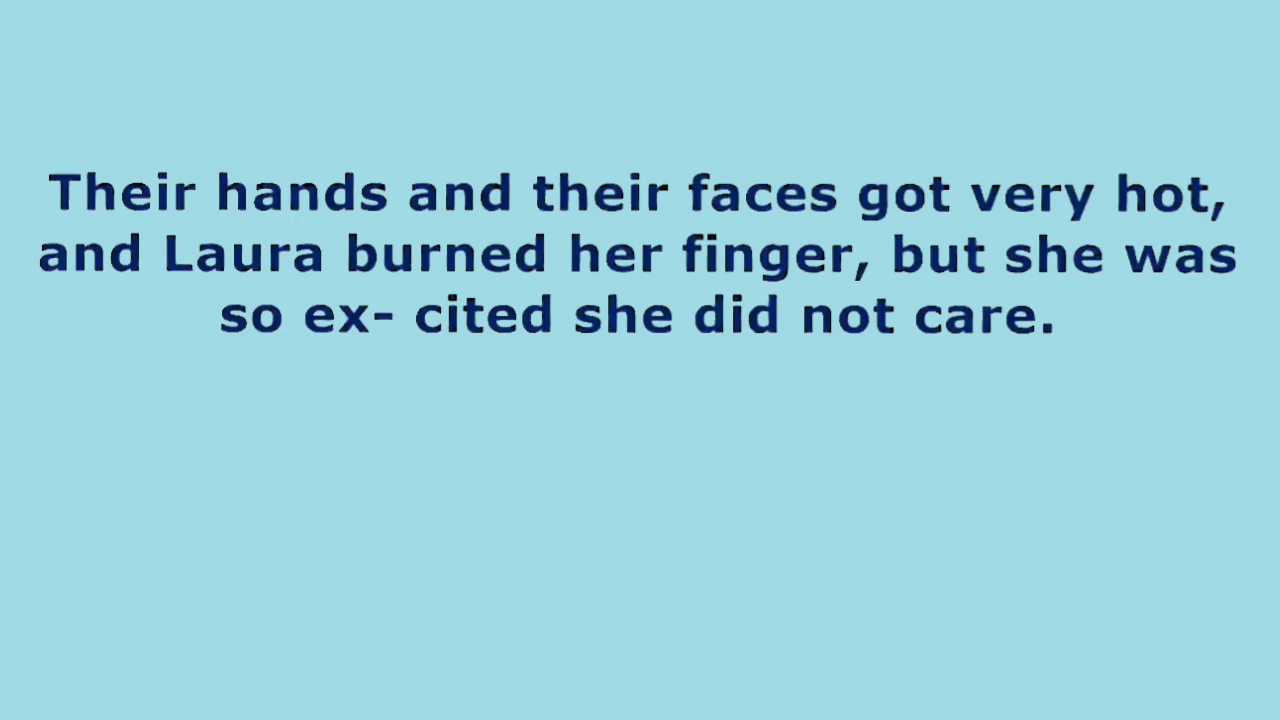 Their hands and their faces got very hot,
and Laura burned her finger, but she was
so ex- cited she did not care.